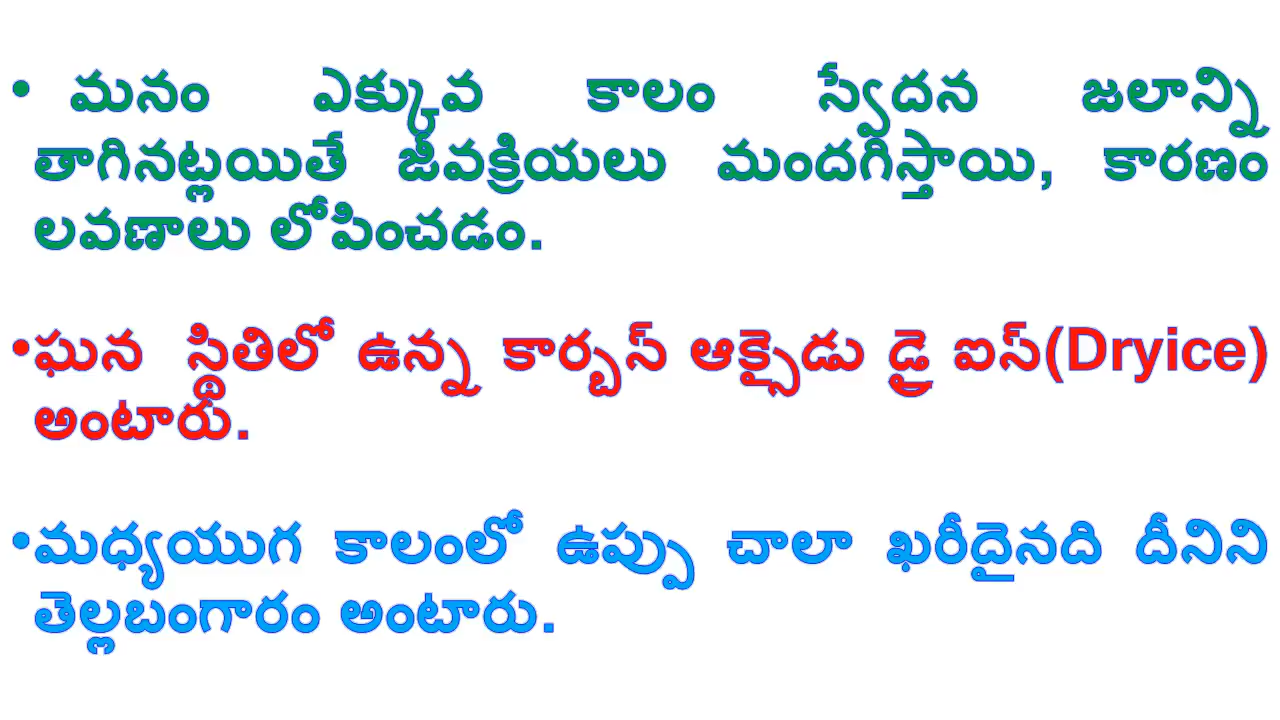 • మనం ఎక్కువ కాలం స్వేదన జలాన్ని
తాగినట్లయితే జీవక్రియలు మందగిస్తాయి, కారణం
లవణాలు లోపించడం.
•ఘన స్థితిలో ఉన్న కార్బస్ ఆక్సైడు డ్రై ఐస్(Dryice)
అంటారు.
•మధ్యయుగ కాలంలో ఉప్పు చాలా ఖరీదైనది దీనిని
తెల్లబంగారం అంటారు.